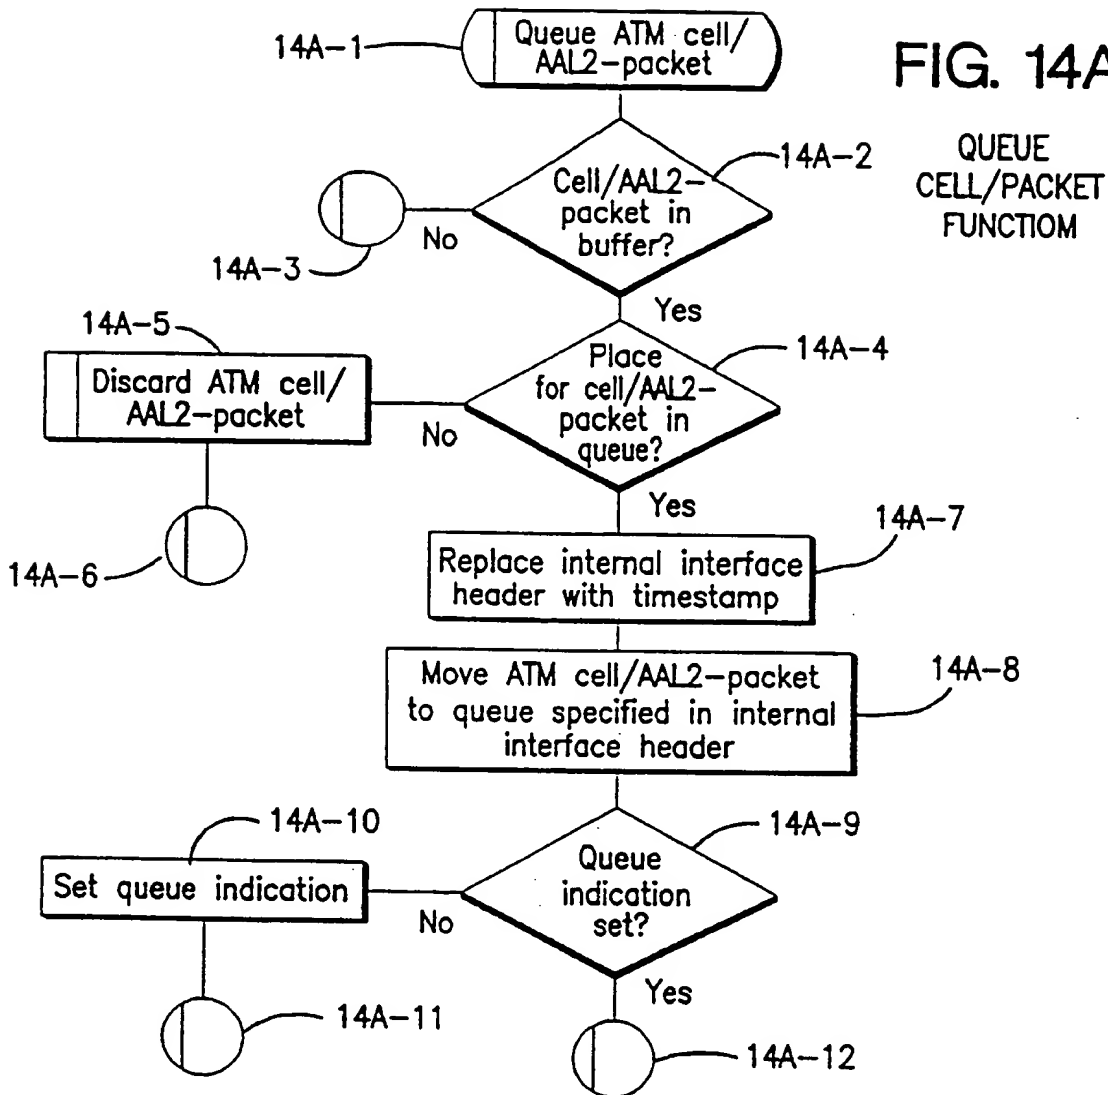 14A-1
Queue ATM cell/
AAL2-packet
FIG. 14A
QUEUE
CELL/PACKET
FUNCTIOM
14A-2
Cell/AAL2-
packet in
buffer?
No
14A-3
Yes
14A-5
Discard ATM cell/
AAL2-packet
14A-4
Place
for cell/AAL2-
packet in
queue?
No
14A-6
Yes
14A-7
Replace internal interface
header with timestamp
14A-8
Move ATM cell/AAL2-packet
to queue specified in internal
interface header
14A-10
Set queue indication
14A-9
Queue
indication
set?
No
14A-11
Yes
14A-12